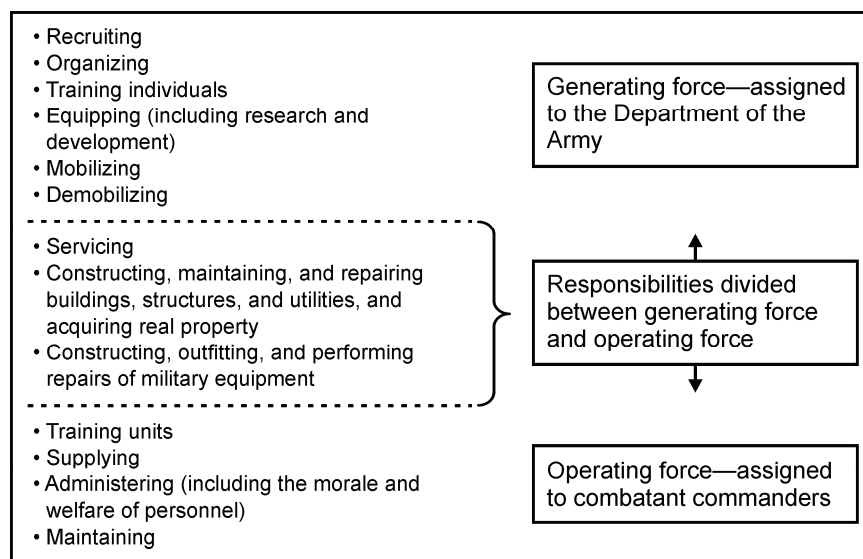 • Recruiting
• Organizing
• Training individuals
• Equipping (including research and
development)
• Mobilizing
• Demobilizing
Generating force—assigned
to the Department of the
Army
• Servicing
• Constructing, maintaining, and repairing
buildings, structures, and utilities, and
acquiring real property
• Constructing, outfitting, and performing
repairs of military equipment
Responsibilities divided
between generating force
and operating force
• Training units
• Supplying
• Administering (including the morale and
welfare of personnel)
• Maintaining
Operating force—assigned
to combatant commanders